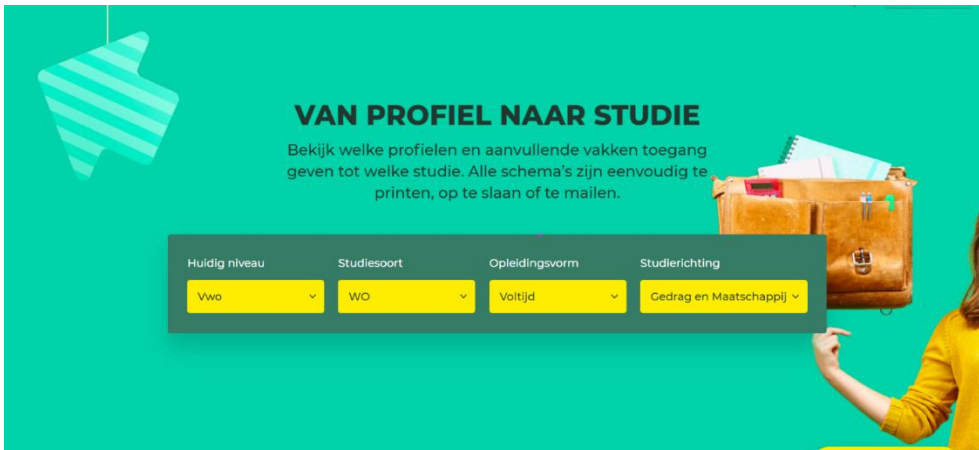 VAN PROFIEL NAAR STUDIE
Bekijk welke profielen en aanvullende vakken toegang
geven tot welke studie. Alle schema's zijn eenvoudig te
printen, op te slaan of te mailen.
Huidig niveau
Studiesoort
Opleidingsvorm
Studierichting
Vwo
WO
Voltijd
Gedrag en Maatschappij